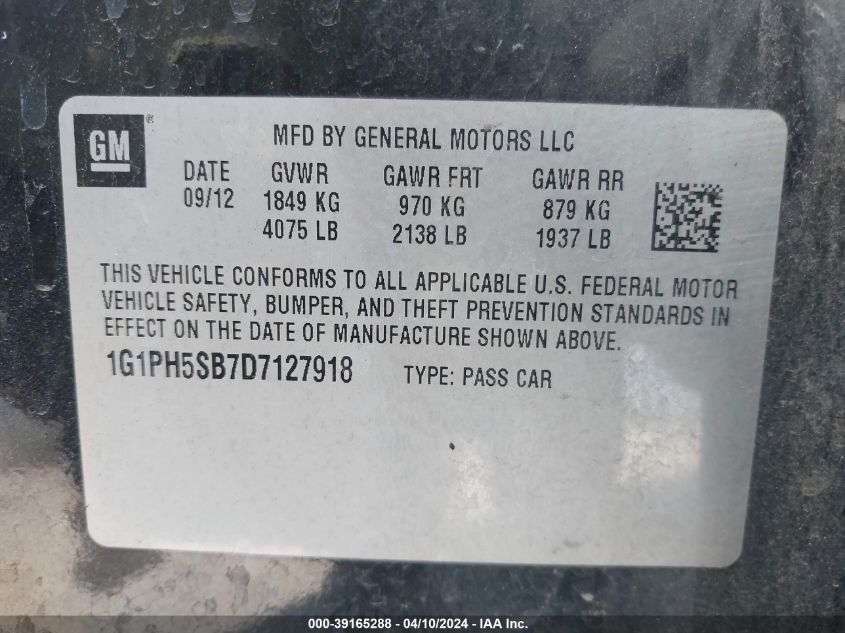 GM®
MFD BY GENERAL MOTORS LLC
DATE GVWR GAWR FRT GAWR RR
09/12 1849 KG 970 KG 879 KG
4075 LB 2138 LB 1937 LB
THIS VEHICLE CONFORMS TO ALL APPLICABLE U.S. FEDERAL MOTOR
VEHICLE SAFETY, BUMPER, AND THEFT PREVENTION STANDARDS IN
EFFECT ON THE DATE OF MANUFACTURE SHOWN ABOVE.
1G1PH5SB7D7127918 TYPE: PASS CAR
000-39165288 - 04/10/2024 - IAA Inc.